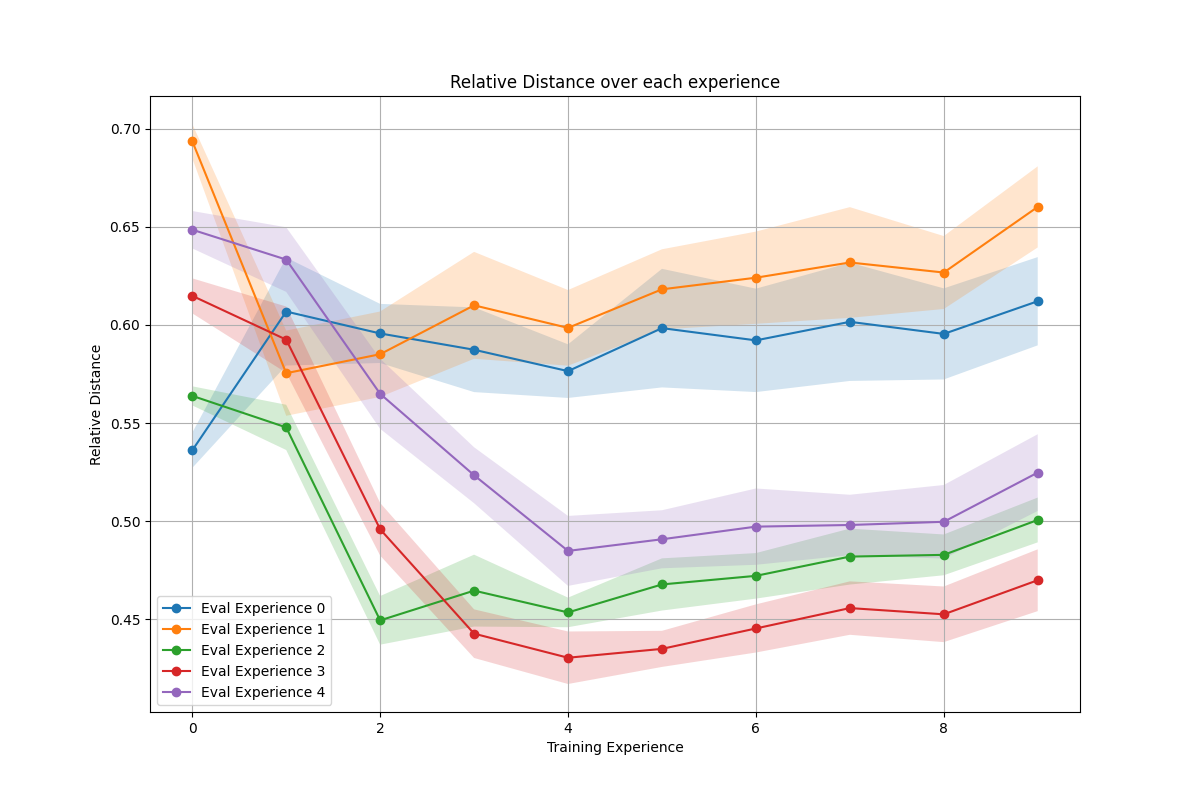 Relative Distance over each experience
Relative Distance
0.70
0.65
0.60
0.55
0.50
0.45
Eval Experience 0
Eval Experience 1
Eval Experience 2
Eval Experience 3
Eval Experience 4
0 2 4 6 8
Training Experience